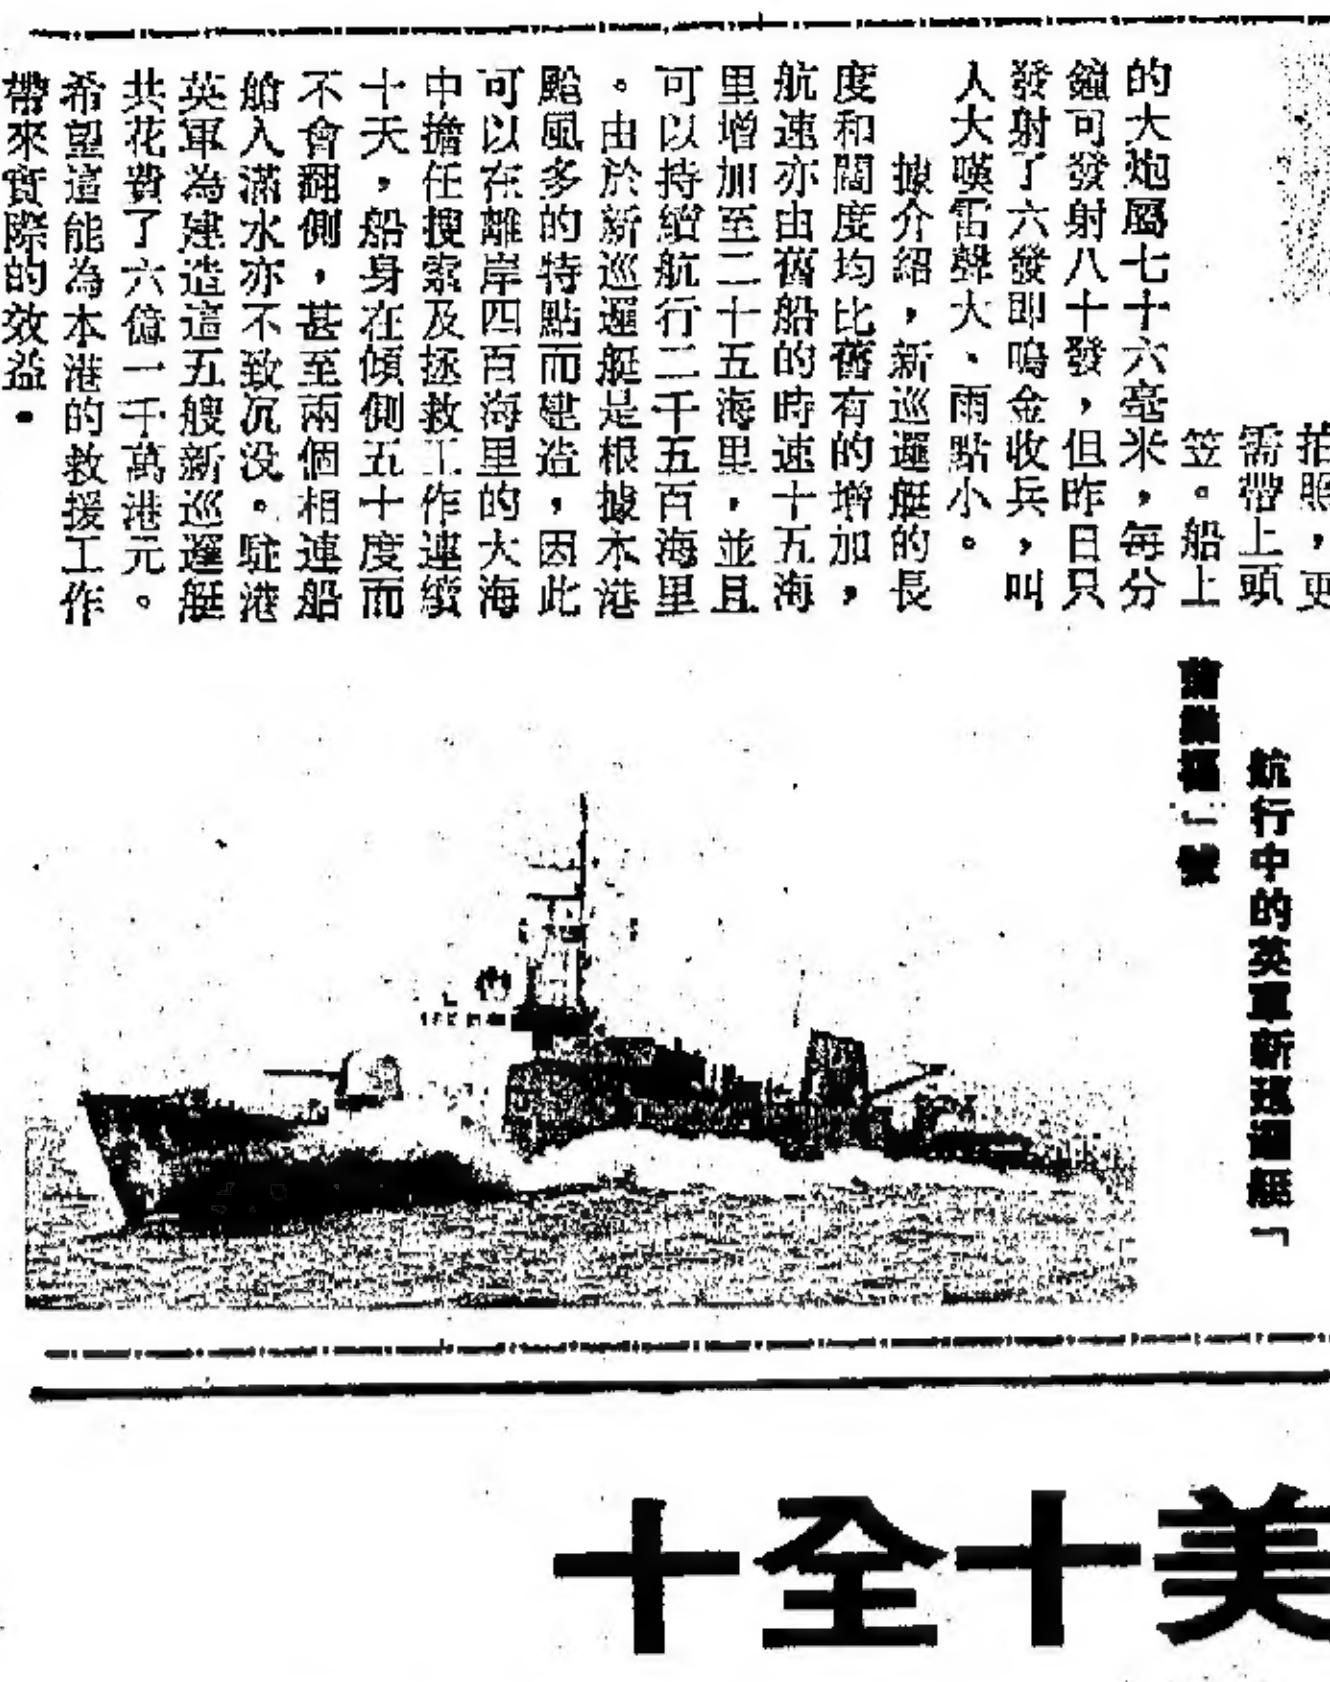 拍照，更
需帶上頭
笠。船上
的大炮屬七十六毫米，每分
鐘可發射八十發，但昨日只
發射了六發即鳴金收兵，叫
人大嘆雷聲大、雨點小。
據介紹，新巡邏艇的長
度和闊度均比舊有的增加，
航速亦由舊船的時速十五海
里增加至二十五海里，並且
可以持續航行二千五百海里
。由於新巡邏艇是根據本港
颱風多的特點而建造，因此
可以在離岸四百海里的大海
中擔任搜索及拯救工作連續
十天，船身在傾側五十度而
不會翻側，甚至兩個相連船
艙入滿水亦不致沉没。駐港
英軍為建造這五艘新巡邏艇
共花費了六億一千萬港元。
希望這能為本港的救援工作
帶來實際的效益。
航行中的英軍新巡邏艇「
」號
十全十美